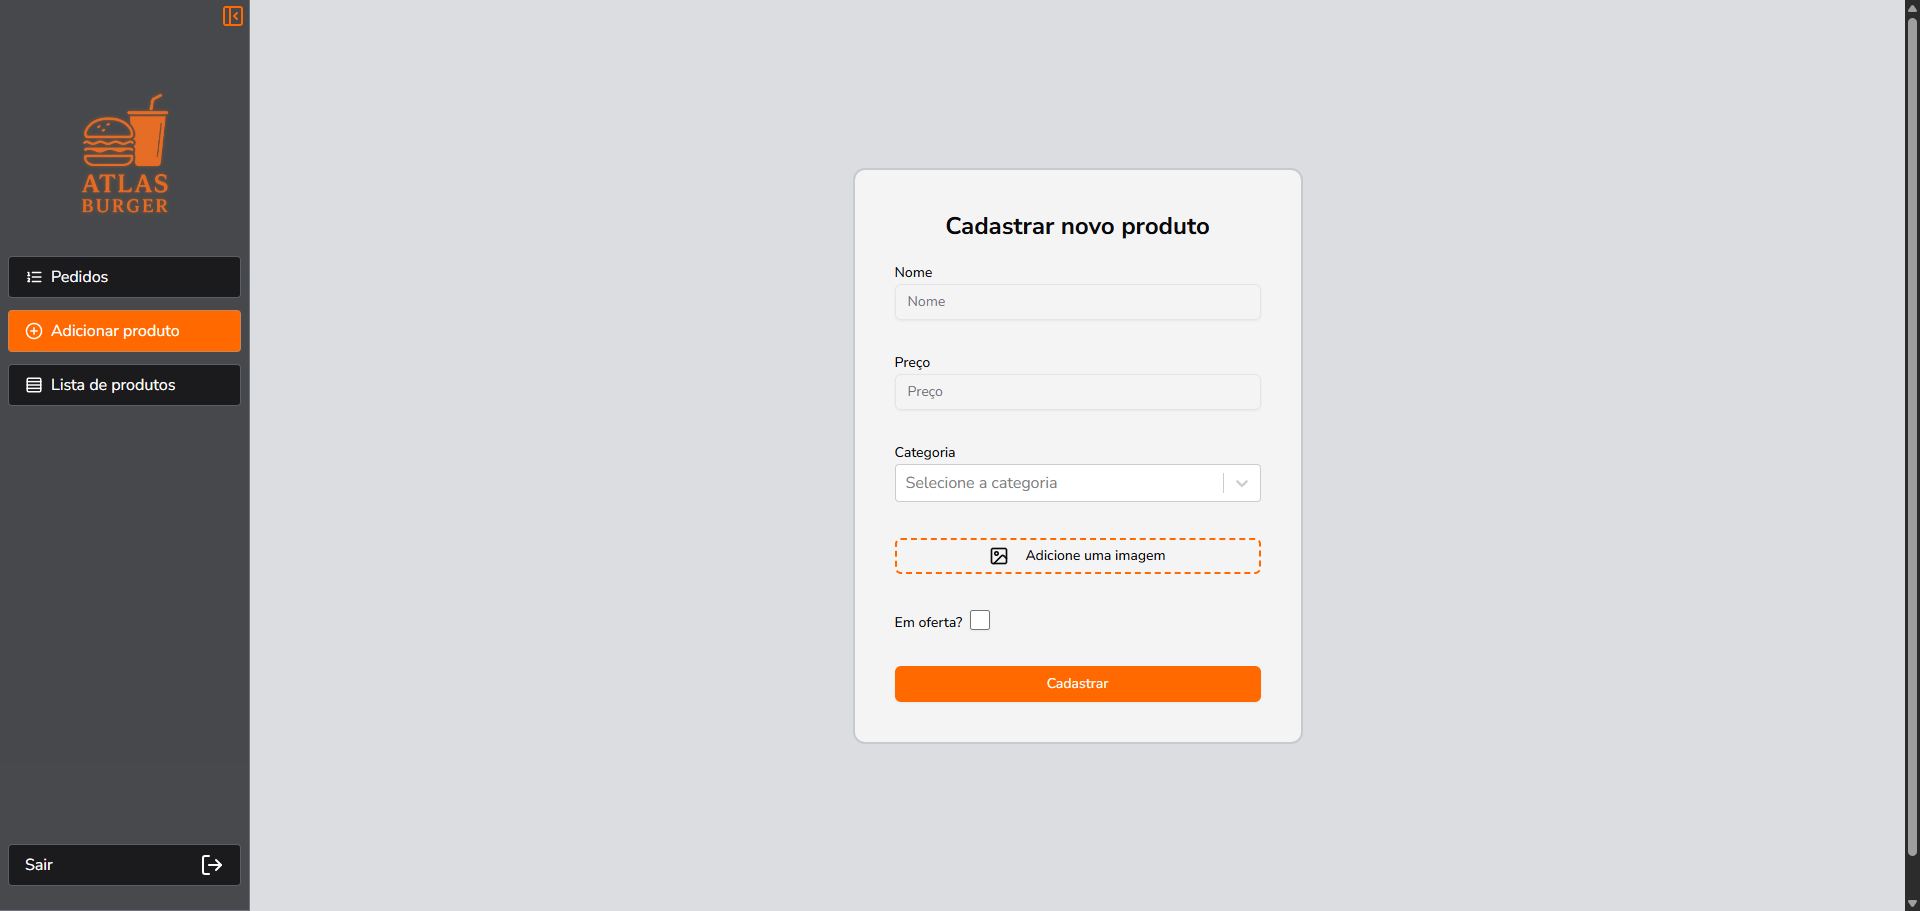 ATLAS
BURGER
Pedidos
Adicionar produto
Lista de produtos
Sair
Cadastrar novo produto
Nome
Nome
Preço
Preço
Categoria
Selecione a categoria
Adicione uma imagem
Em oferta?
Cadastrar